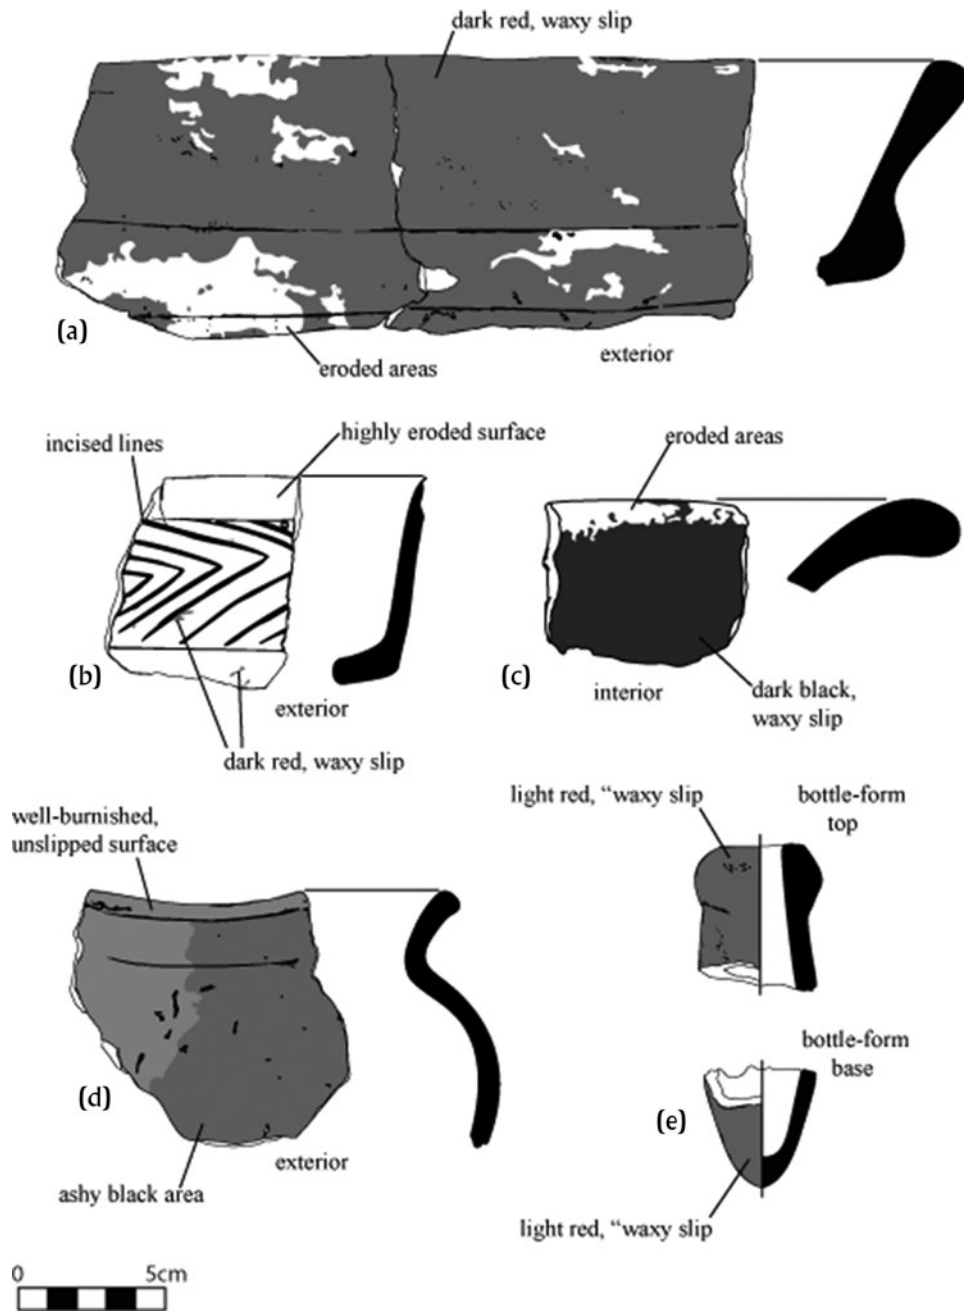 dark red, waxy slip
(a)
exterior
eroded areas
highly eroded surface
incised lines
eroded areas
(b)
exterior
dark red, waxy slip
(c)
interior
dark black,
waxy slip
well-burnished,
unslipped surface
light red, “waxy slip
bottle-form
top
(d)
exterior
ashy black area
bottle-form
base
(e)
light red, “waxy slip
0 5cm